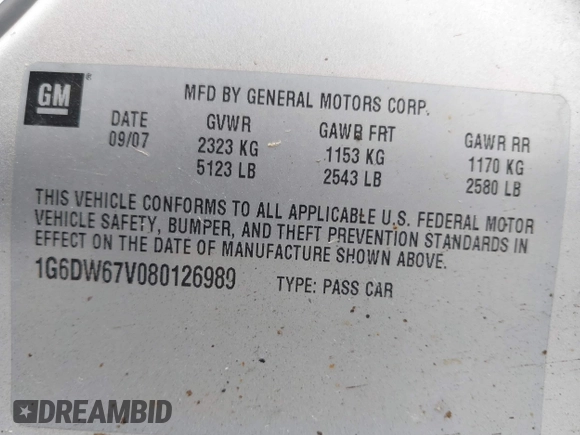 GM ®
MFD BY GENERAL MOTORS CORP.
DATE GVWR GAWR FRT GAWR RR
09/07 2323 KG 1153 KG 1170 KG
5123 LB 2543 LB 2580 LB
THIS VEHICLE CONFORMS TO ALL APPLICABLE U.S. FEDERAL MOTOR
VEHICLE SAFETY, BUMPER, AND THEFT PREVENTION STANDARDS IN
EFFECT ON THE DATE OF MANUFACTURE SHOWN ABOVE.
1G6DW67V080126989 TYPE: PASS CAR
DREAMBID